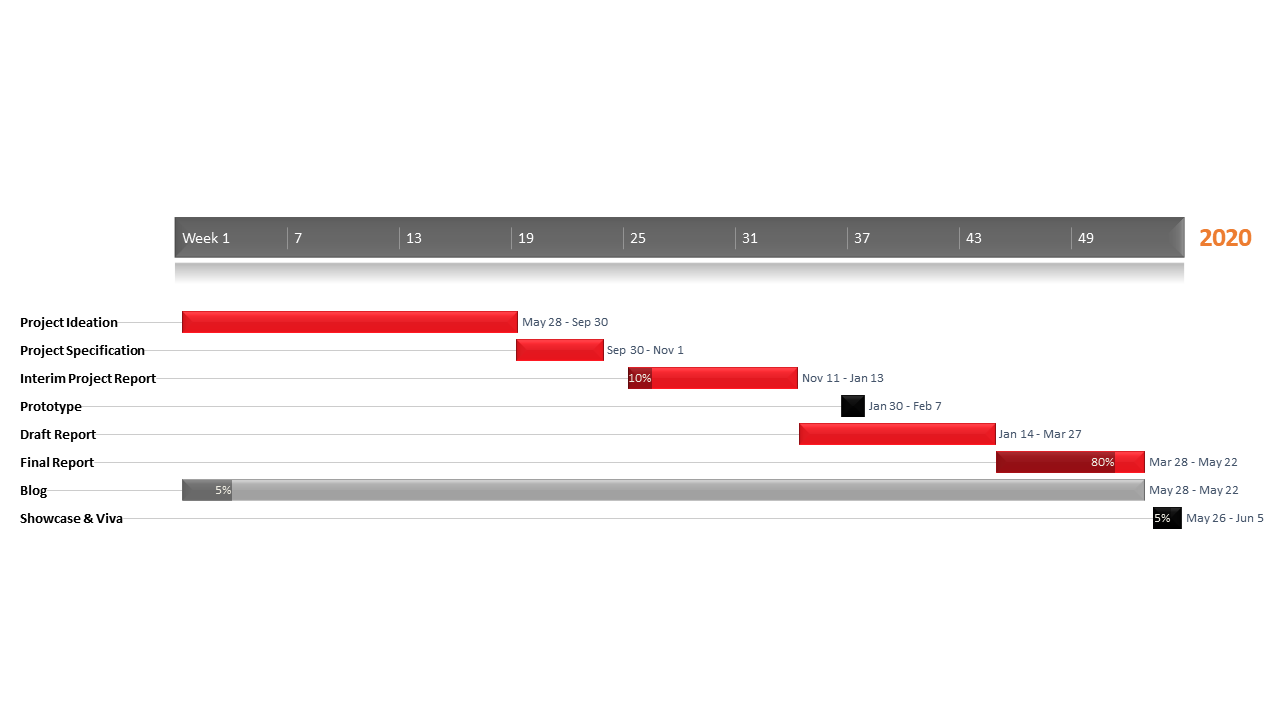 Week 1 7 13 19 25 31 37 43 49 2020
Project Ideation May 28 - Sep 30
Project Specification Sep 30 - Nov 1
Interim Project Report 10% Nov 11 - Jan 13
Prototype Jan 30 - Feb 7
Draft Report Jan 14 - Mar 27
Final Report 80% Mar 28 - May 22
Blog 5% May 28 - May 22
Showcase & Viva 5% May 26 - Jun 5